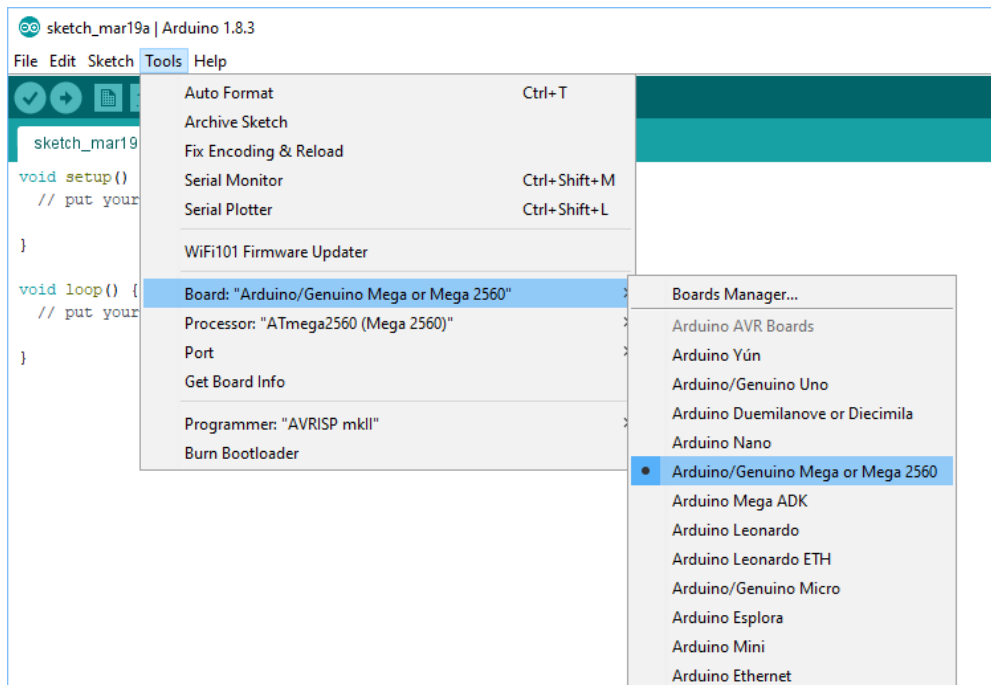 sketch_mar19a | Arduino 1.8.3
File Edit Sketch Tools Help
sketch_mar19
void setup()
// put your
}
void loop() {
// put your
}
Auto Format Ctrl+T
Archive Sketch
Fix Encoding & Reload
Serial Monitor Ctrl+Shift+M
Serial Plotter Ctrl+Shift+L
WiFi101 Firmware Updater
Board: "Arduino/Genuino Mega or Mega 2560"
Processor: "ATmega2560 (Mega 2560)"
Port
Get Board Info
Programmer: "AVRISP mkII"
Burn Bootloader
Boards Manager...
Arduino AVR Boards
Arduino Yún
Arduino/Genuino Uno
Arduino Duemilanove or Diecimila
Arduino Nano
Arduino/Genuino Mega or Mega 2560
Arduino Mega ADK
Arduino Leonardo
Arduino Leonardo ETH
Arduino/Genuino Micro
Arduino Esplora
Arduino Mini
Arduino Ethernet